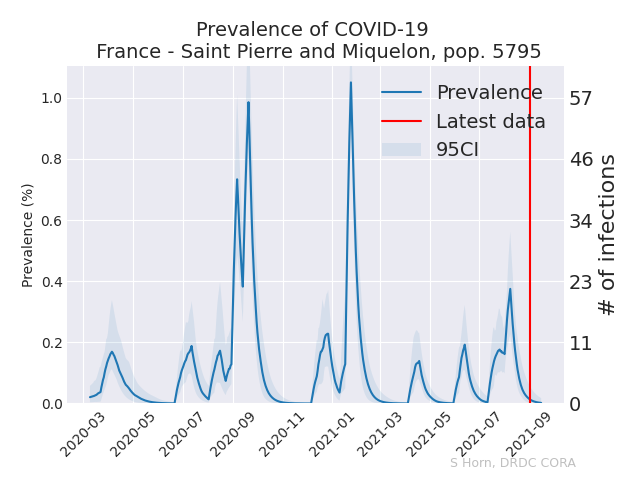 Prevalence of COVID-19
France - Saint Pierre and Miquelon, pop. 5795
Prevalence (%)
1.0
0.8
0.6
0.4
0.2
0.0
Prevalence
Latest data
95CI
57
46
34
23
11
0
# of infections
2020-03
2020-05
2020-07
2020-09
2020-11
2021-01
2021-03
2021-05
2021-07
2021-09
S Horn, DRDC CORA